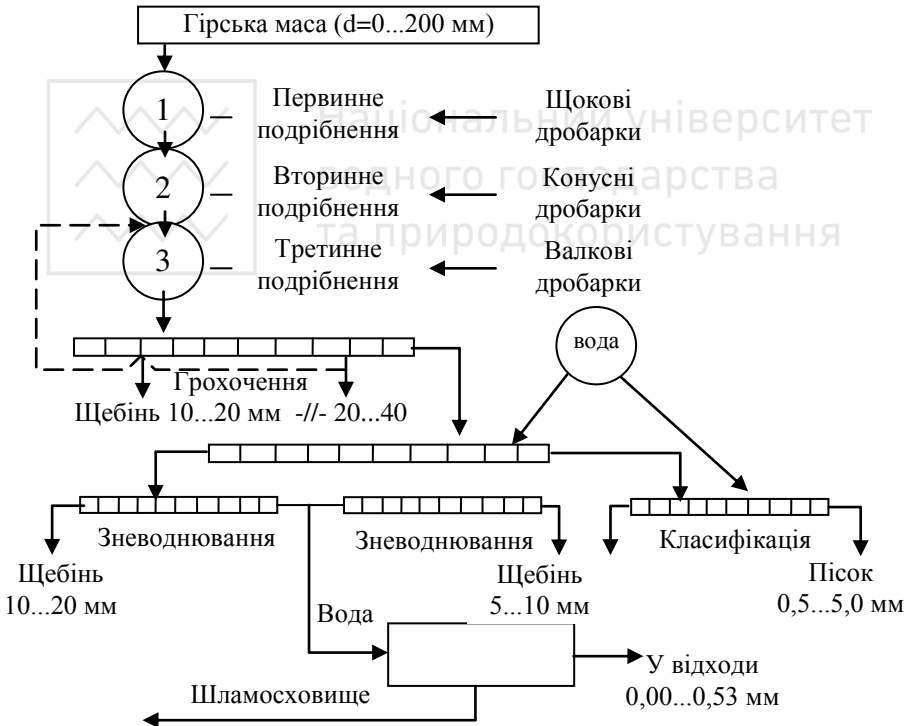 Гірська маса (d=0...200 мм)
1
Первинне
подрібнення
Щокові
дробарки
2
Вторинне
подрібнення
Конусні
дробарки
3
Третинне
подрібнення
Валкові
дробарки
Національний університет
водного господарства
та природокористування
вода
Грохочення
Щебінь 10...20 мм -//- 20...40
Зневоднювання
Зневоднювання
Класифікація
Щебінь
10...20 мм
Щебінь
5...10 мм
Пісок
0,5...5,0 мм
Вода
У відходи
0,00...0,53 мм
Шламосховище